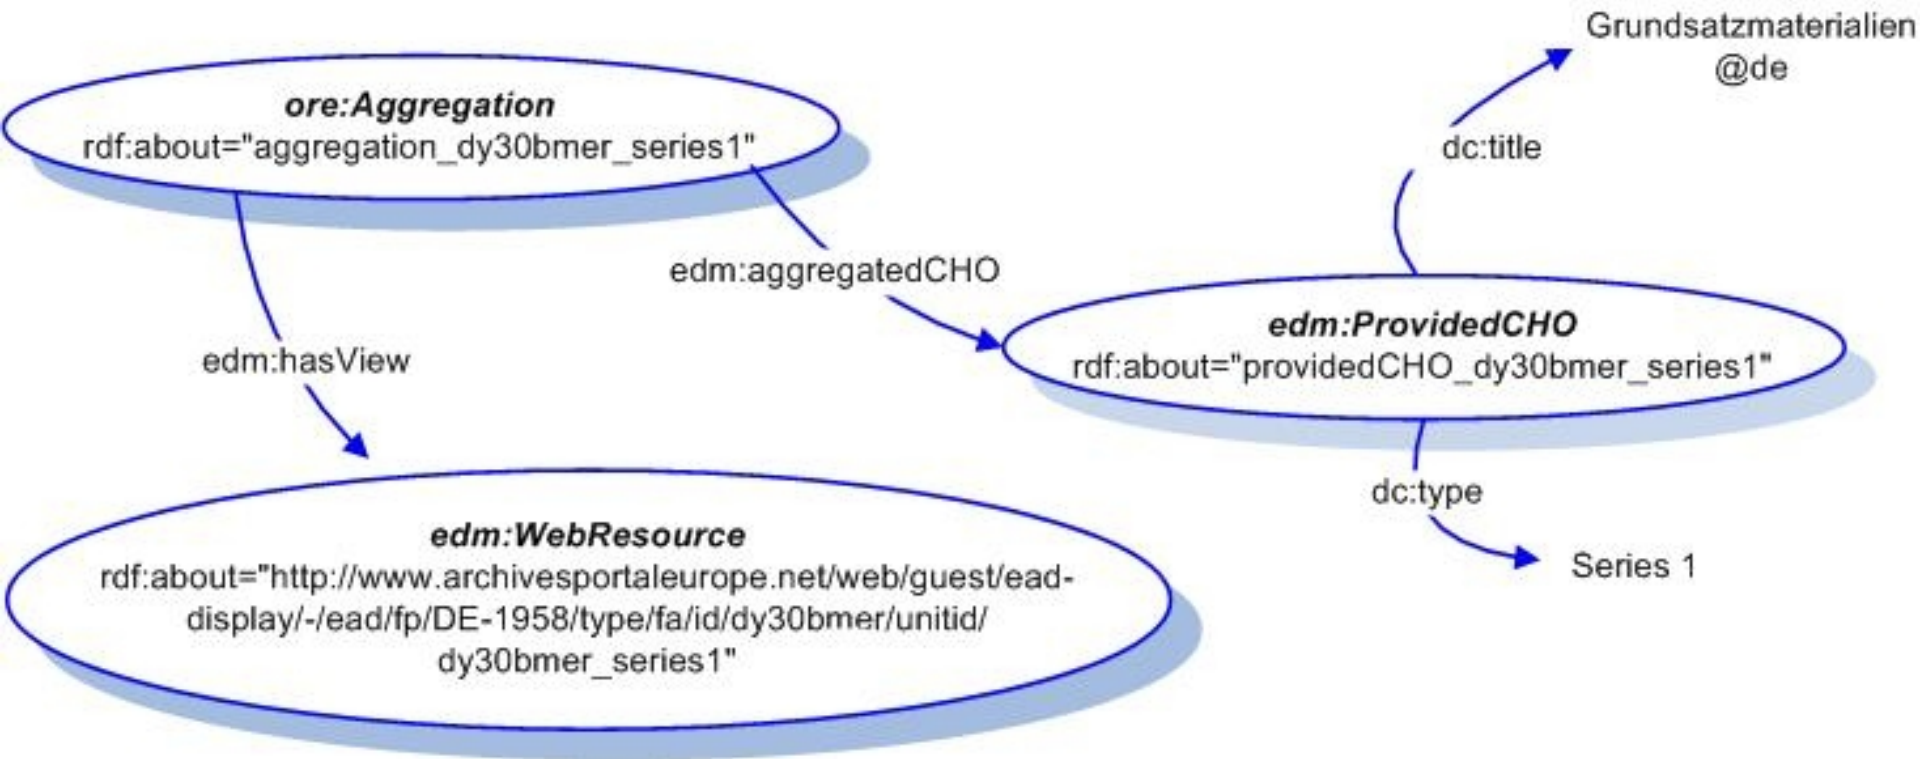 Grundsatzmaterialien
@de
ore:Aggregation
rdf:about="aggregation_dy30bmer_series1"
dc:title
edm:aggregatedCHO
edm:ProvidedCHO
rdf:about="providedCHO_dy30bmer_series1"
edm:hasView
dc:type
edm:WebResource
rdf:about="http://www.archivesportaleurope.net/web/guest/ead-
display/-/ead/fp/DE-1958/type/fa/id/dy30bmer/unitid/
dy30bmer_series1"
Series 1